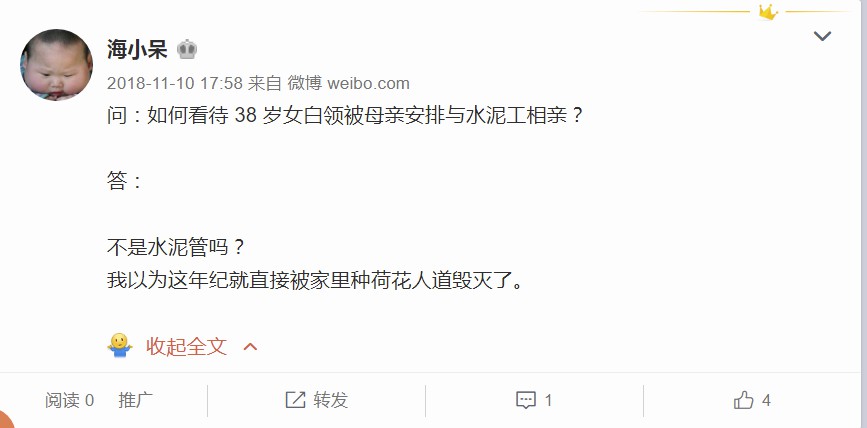 海小呆
2018-11-10 17:58 来自 微博 weibo.com
问：如何看待 38 岁女白领被母亲安排与水泥工相亲？
答：
不是水泥管吗？
我以为这年纪就直接被家里种荷花人道毁灭了。
收起全文
阅读 0 推广 转发 1 4